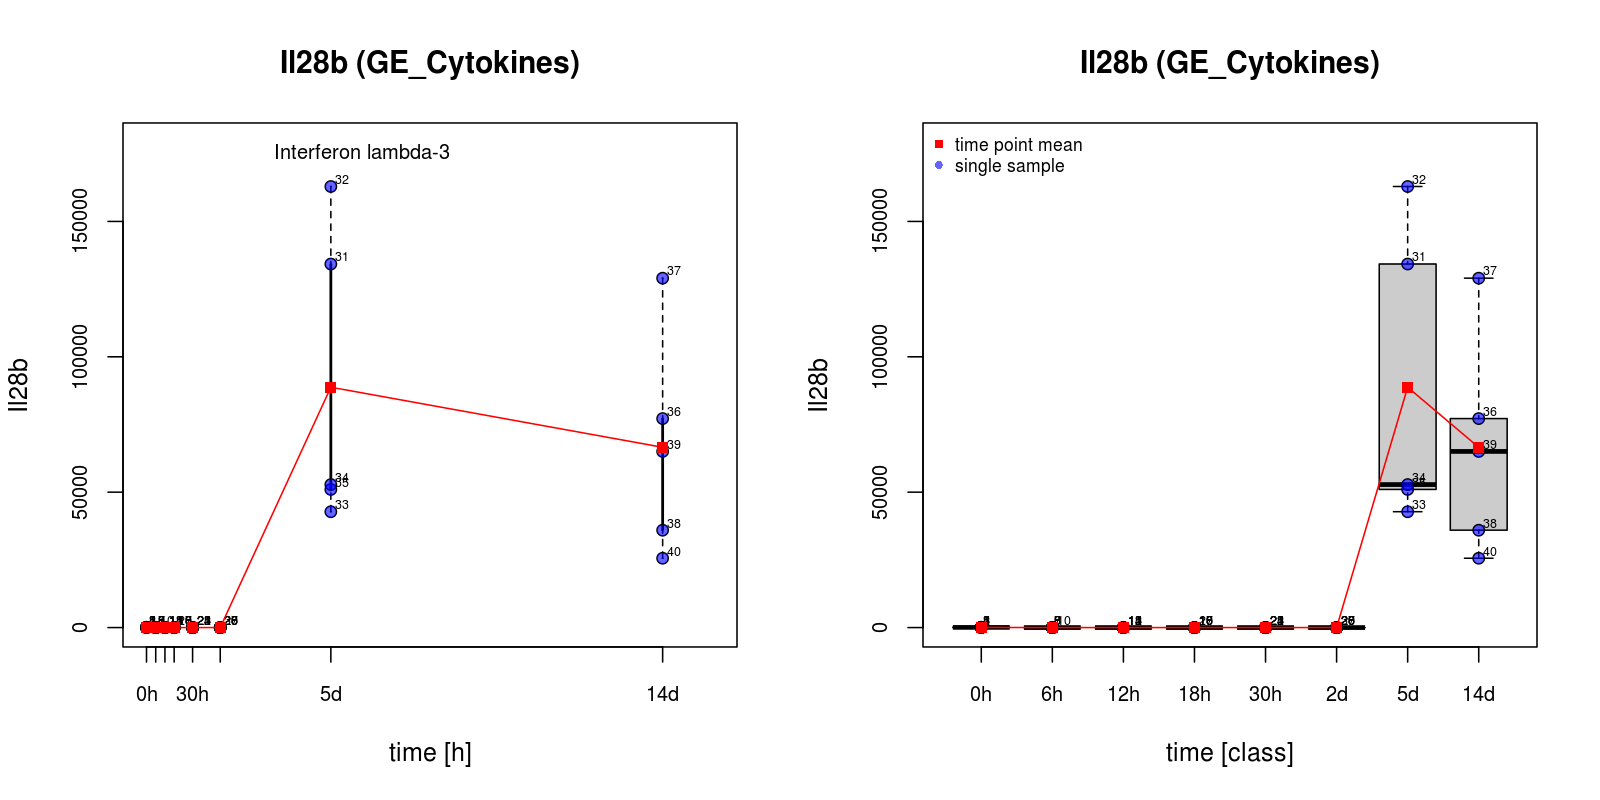 Il28b (GE_Cytokines)
Interferon lambda-3
32
31
34
35
33
37
36
39
38
40
150000
100000
50000
0
Il28b
0h
30h
5d
14d
time [h]
Il28b (GE_Cytokines)
time point mean
single sample
32
31
34
33
37
36
39
38
40
10
150000
100000
50000
0
Il28b
0h
6h
12h
18h
30h
2d
5d
14d
time [class]